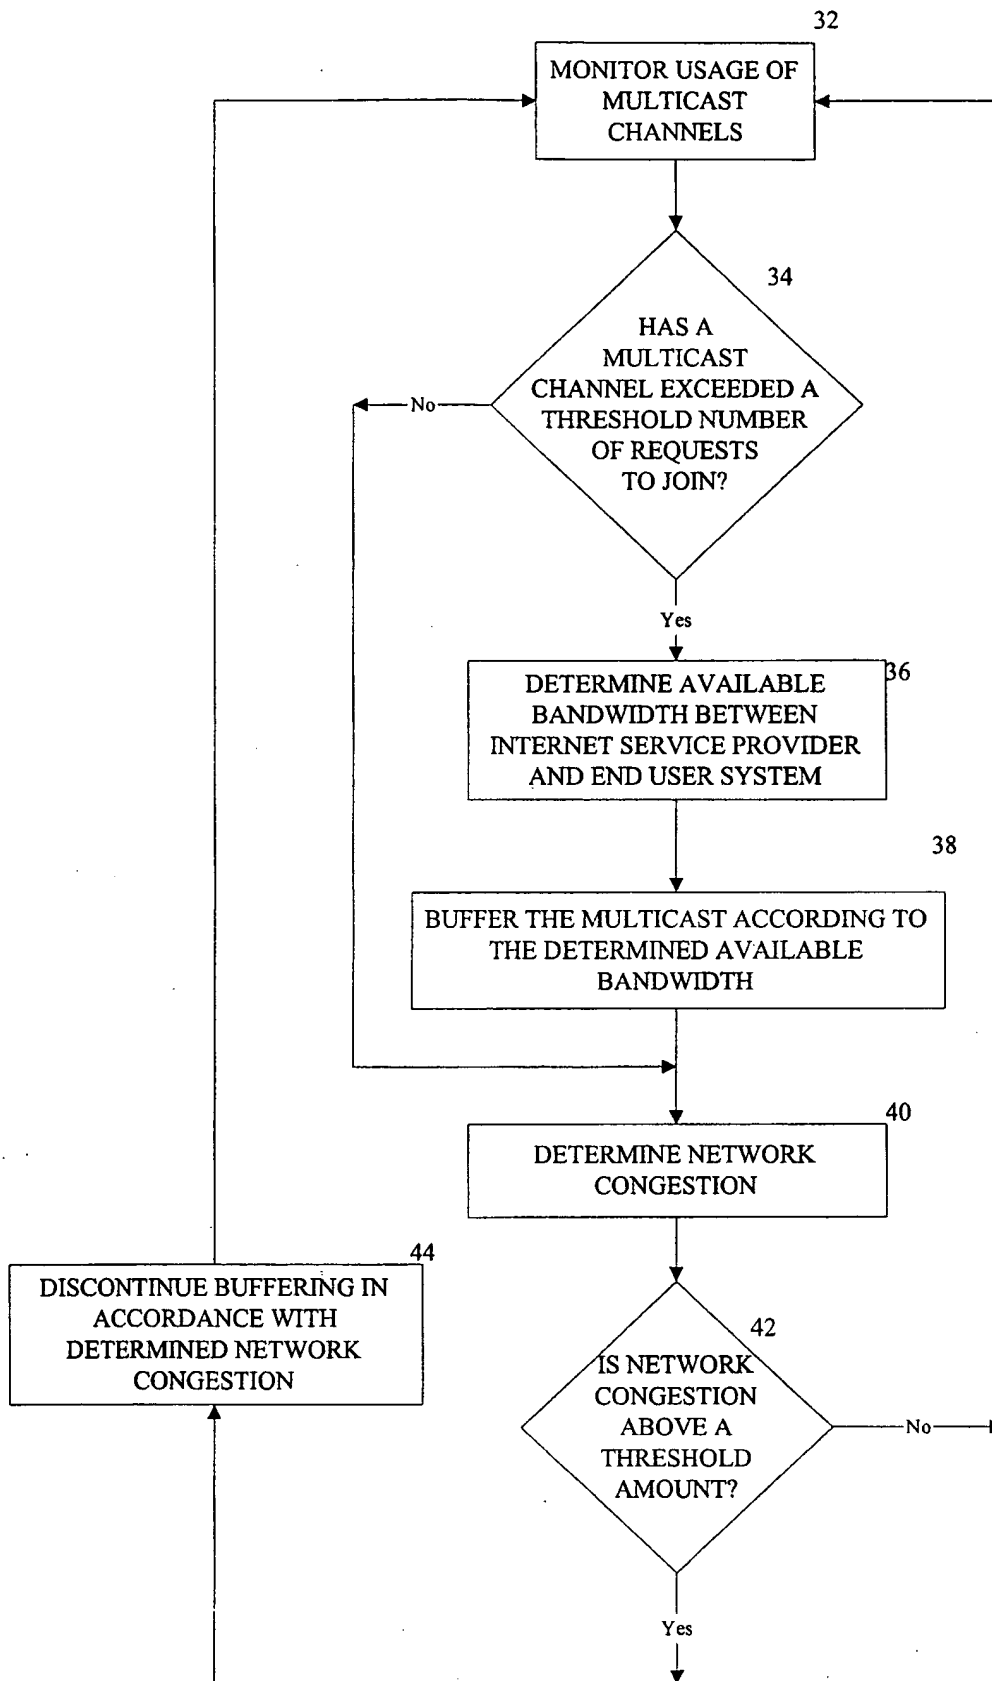 32
MONITOR USAGE OF
MULTICAST
CHANNELS
34
HAS A
MULTICAST
CHANNEL EXCEEDED A
THRESHOLD NUMBER
OF REQUESTS
TO JOIN?
No
Yes
36
DETERMINE AVAILABLE
BANDWIDTH BETWEEN
INTERNET SERVICE PROVIDER
AND END USER SYSTEM
38
BUFFER THE MULTICAST ACCORDING TO
THE DETERMINED AVAILABLE
BANDWIDTH
40
DETERMINE NETWORK
CONGESTION
44
DISCONTINUE BUFFERING IN
ACCORDANCE WITH
DETERMINED NETWORK
CONGESTION
42
IS NETWORK
CONGESTION
ABOVE A
THRESHOLD
AMOUNT?
No
Yes